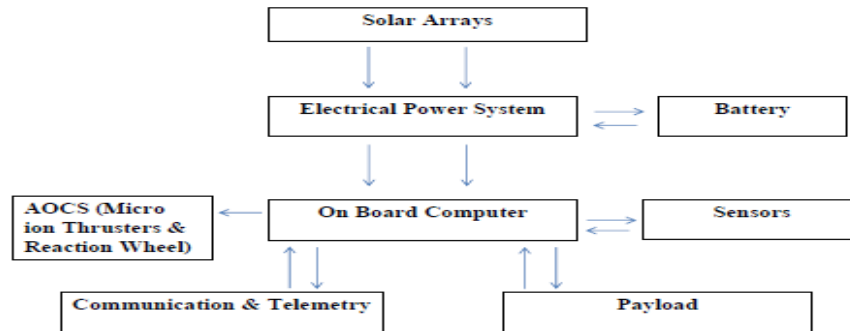 Solar Arrays
Electrical Power System
Battery
AOCS (Micro
ion Thrusters &
Reaction Wheel)
On Board Computer
Sensors
Communication & Telemetry
Payload